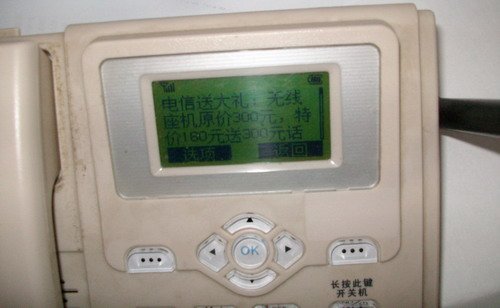 电信送大礼：无线
座机原价300元，特
价160元送300元话
选项 返回
OK
长按此键
开关机